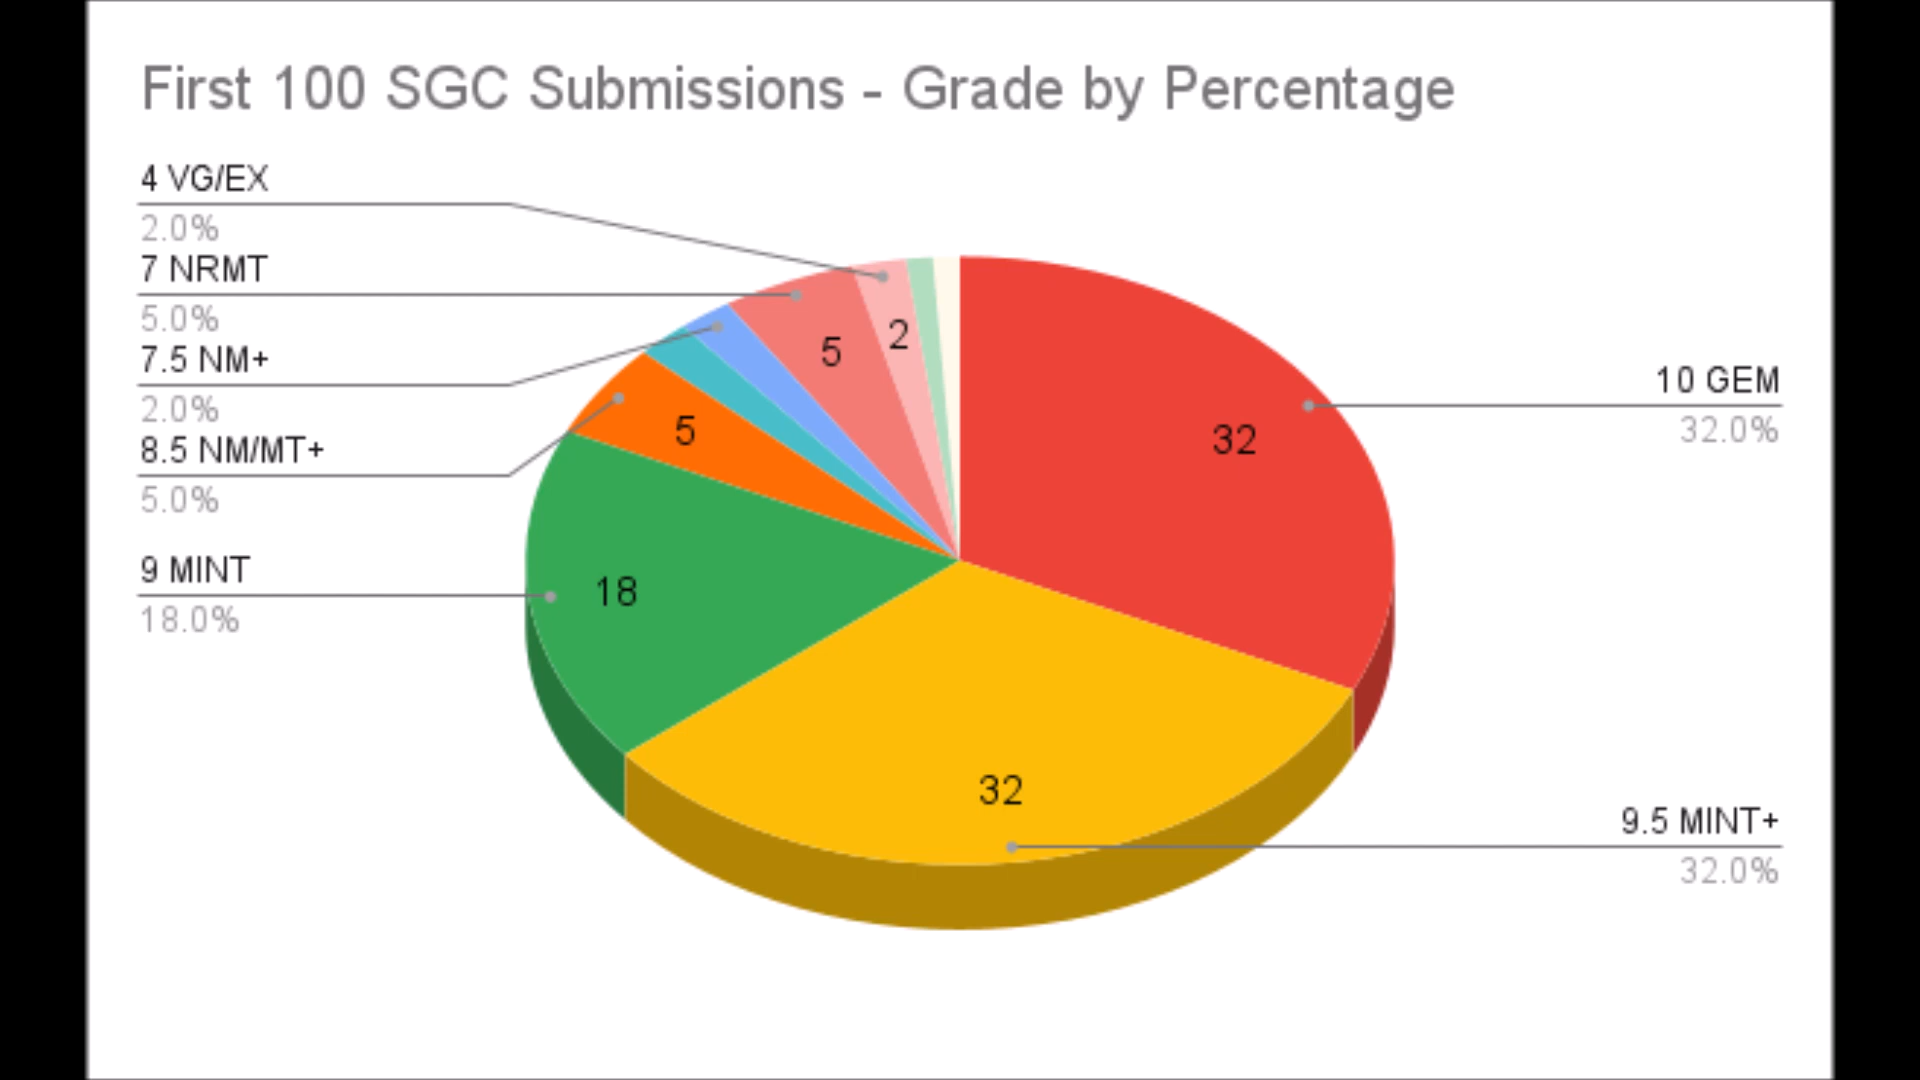 First 100 SGC Submissions - Grade by Percentage
4 VG/EX
2.0%
7 NRMT
5.0%
7.5 NM+
2.0%
8.5 NM/MT+
5.0%
9 MINT
18.0%
10 GEM
32.0%
9.5 MINT+
32.0%
5
2
5
18
32
32